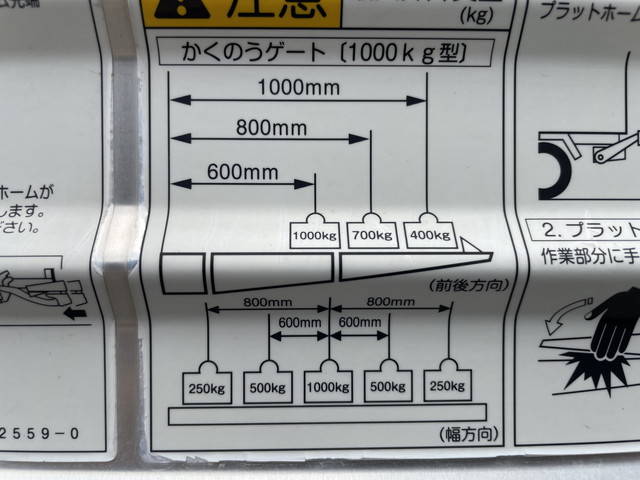 注意
(kg)
かくのうゲート〔1000kg型〕
1000mm
800mm
600mm
1000kg
700kg
400kg
(前後方向)
800mm
800mm
600mm
600mm
250kg
500kg
1000kg
500kg
250kg
(幅方向)
ホームが
します。
ださい。
2559-0
プラットホーム
2.プラット
作業部分に手